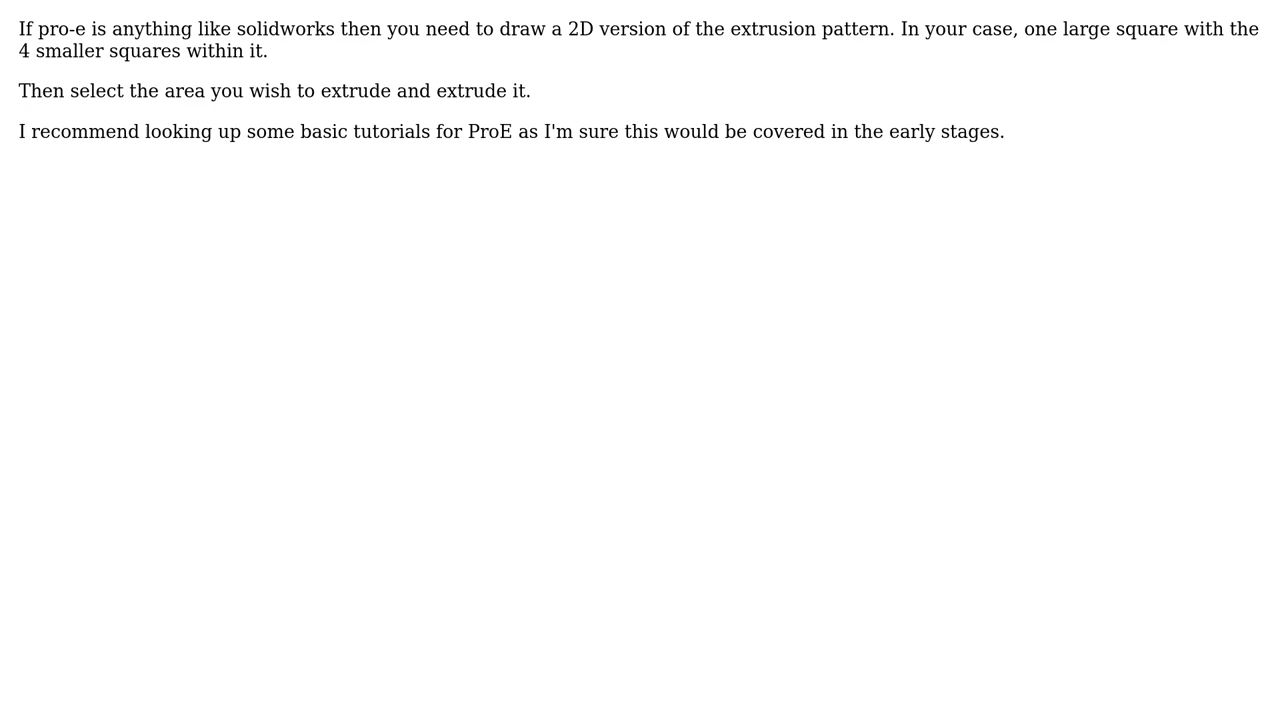 If pro-e is anything like solidworks then you need to draw a 2D version of the extrusion pattern. In your case, one large square with the
4 smaller squares within it.
Then select the area you wish to extrude and extrude it.
I recommend looking up some basic tutorials for ProE as I'm sure this would be covered in the early stages.